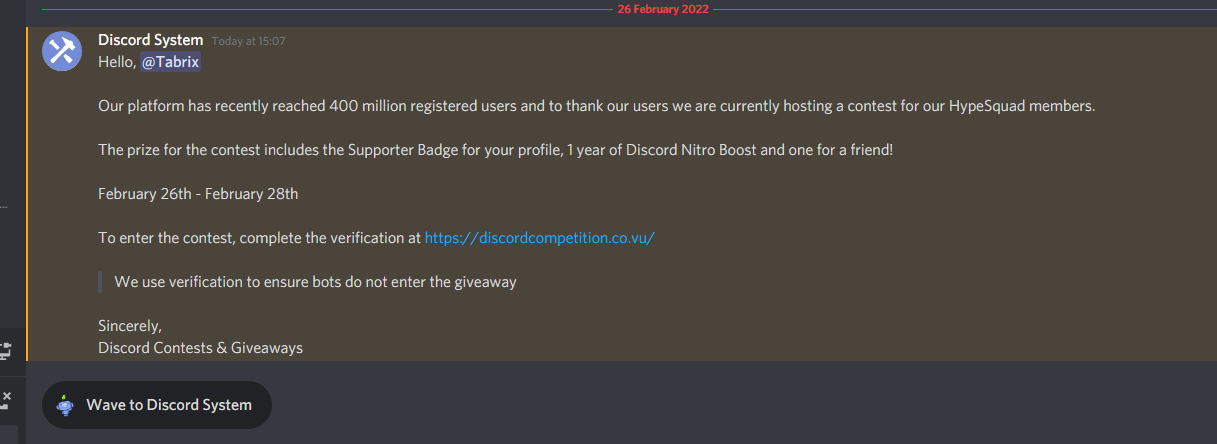 26 February 2022
Discord System Today at 15:07
Hello, @Tabrix
Our platform has recently reached 400 million registered users and to thank our users we are currently hosting a contest for our HypeSquad members.
The prize for the contest includes the Supporter Badge for your profile, 1 year of Discord Nitro Boost and one for a friend!
February 26th - February 28th
To enter the contest, complete the verification at https://discordcompetition.co.vu/
We use verification to ensure bots do not enter the giveaway
Sincerely,
Discord Contests & Giveaways
Wave to Discord System